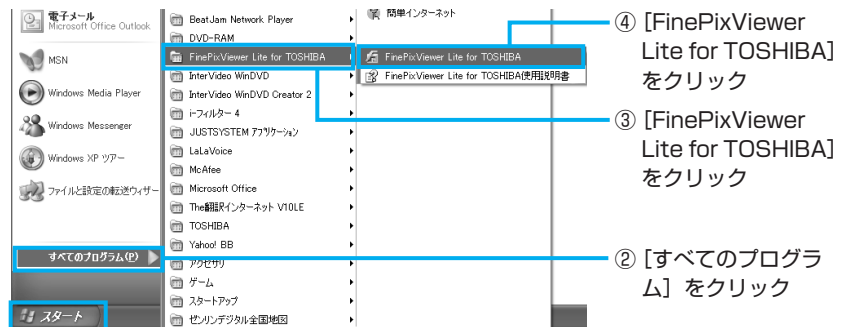 電子メール
Microsoft Office Outlook
MSN
Windows Media Player
Windows Messenger
Windows XP ツアー
ファイルと設定の転送ウィザー
すべてのプログラム(P)
スタート
BeatJam Network Player
DVD-RAM
FinePixViewer Lite for TOSHIBA
InterVideo WinDVD
InterVideo WinDVD Creator 2
i-フィルター 4
JUSTSYSTEM アプリケーション
LaLaVoice
McAfee
Microsoft Office
The翻訳インターネット V10LE
TOSHIBA
Yahoo! BB
アクセサリ
ゲーム
スタートアップ
ゼンリンデジタル全国地図
簡単インターネット
FinePixViewer Lite for TOSHIBA
FinePixViewer Lite for TOSHIBA使用説明書
④ [FinePixViewer
Lite for TOSHIBA]
をクリック
③ [FinePixViewer
Lite for TOSHIBA]
をクリック
② [すべてのプログラ
ム] をクリック